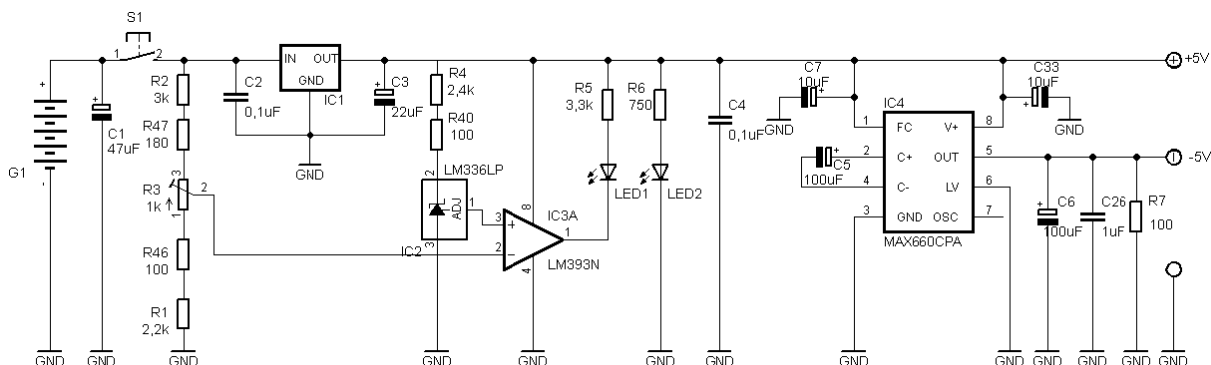 S1
1
2
+
-
G1
+
C1
47uF
GND
GND
R2
3k
R47
180
R3
1k
3
2
1
R46
100
R1
2,2k
GND
C2
0,1uF
IN
OUT
GND
IC1
GND
+
C3
22uF
R4
2,4k
R40
100
LM336LP
2
ADJ
1
3
IC2
GND
3
+
2
-
8
4
1
IC3A
LM393N
GND
R5
3,3k
LED1
R6
750
LED2
GND
C4
0,1uF
GND
C7
10uF
+
GND
+
C5
100uF
IC4
1
FC
V+
8
2
C+
OUT
5
4
C-
LV
6
3
GND
OSC
7
MAX660CPA
GND
GND
C33
10uF
+
GND
+5V
-5V
+
C6
100uF
GND
C26
1uF
GND
R7
100
GND
GND